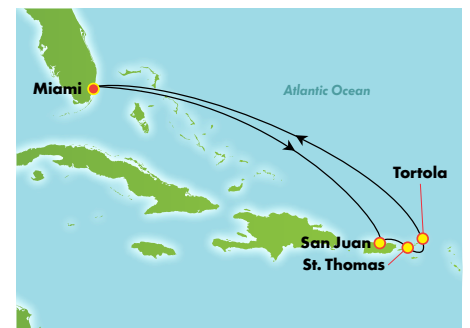 Miami
Atlantic Ocean
Tortola
San Juan
St. Thomas